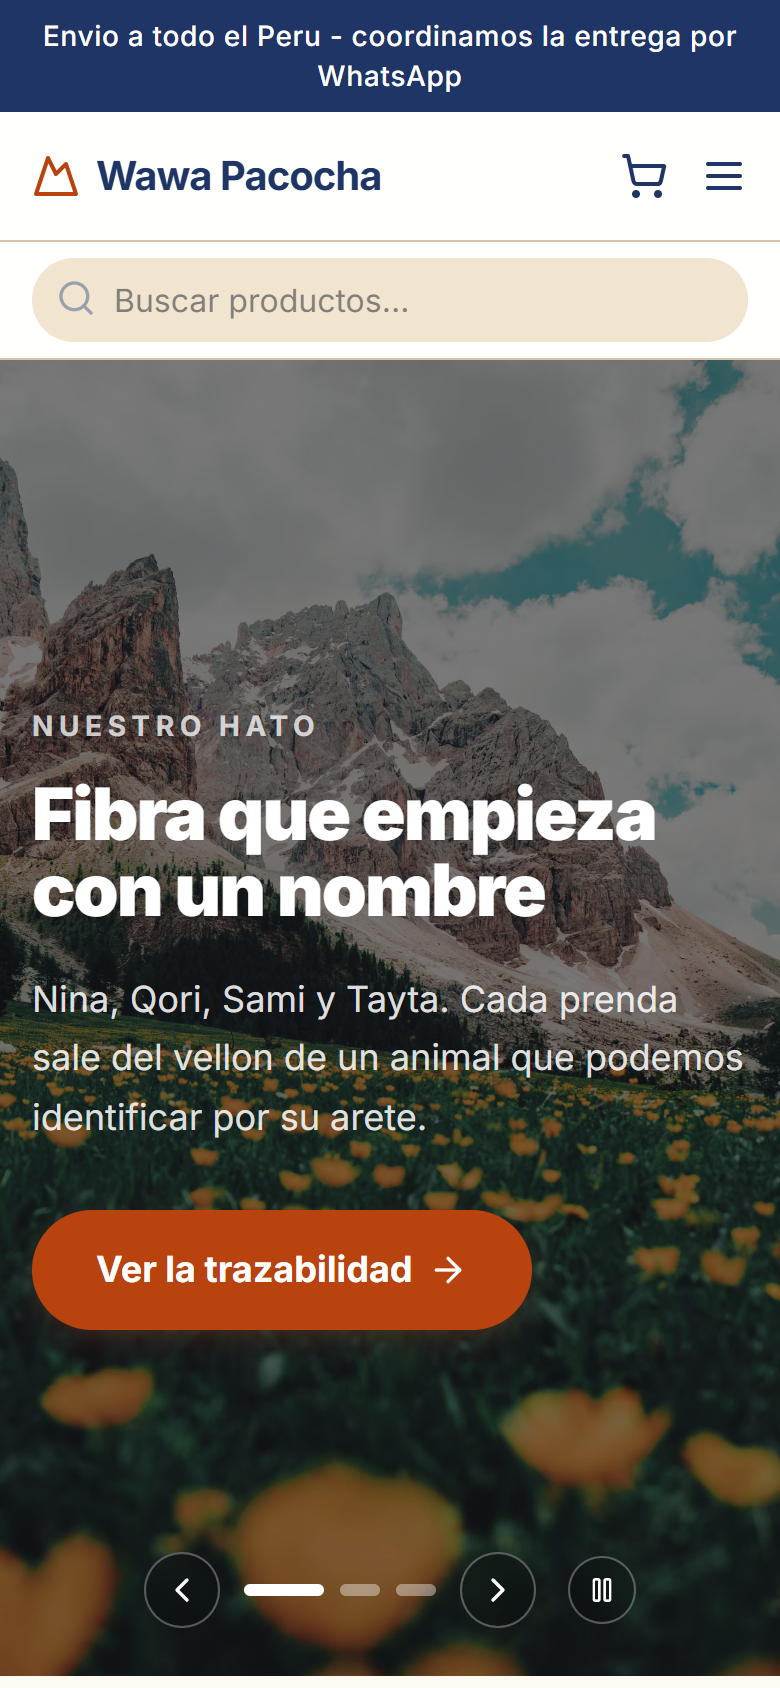 Envio a todo el Peru - coordinamos la entrega por
WhatsApp
Wawa Pacocha
Buscar productos...
NUESTRO HATO
Fibra que empieza
con un nombre
Nina, Qori, Sami y Tayta. Cada prenda
sale del vellon de un animal que podemos
identificar por su arete.
Ver la trazabilidad